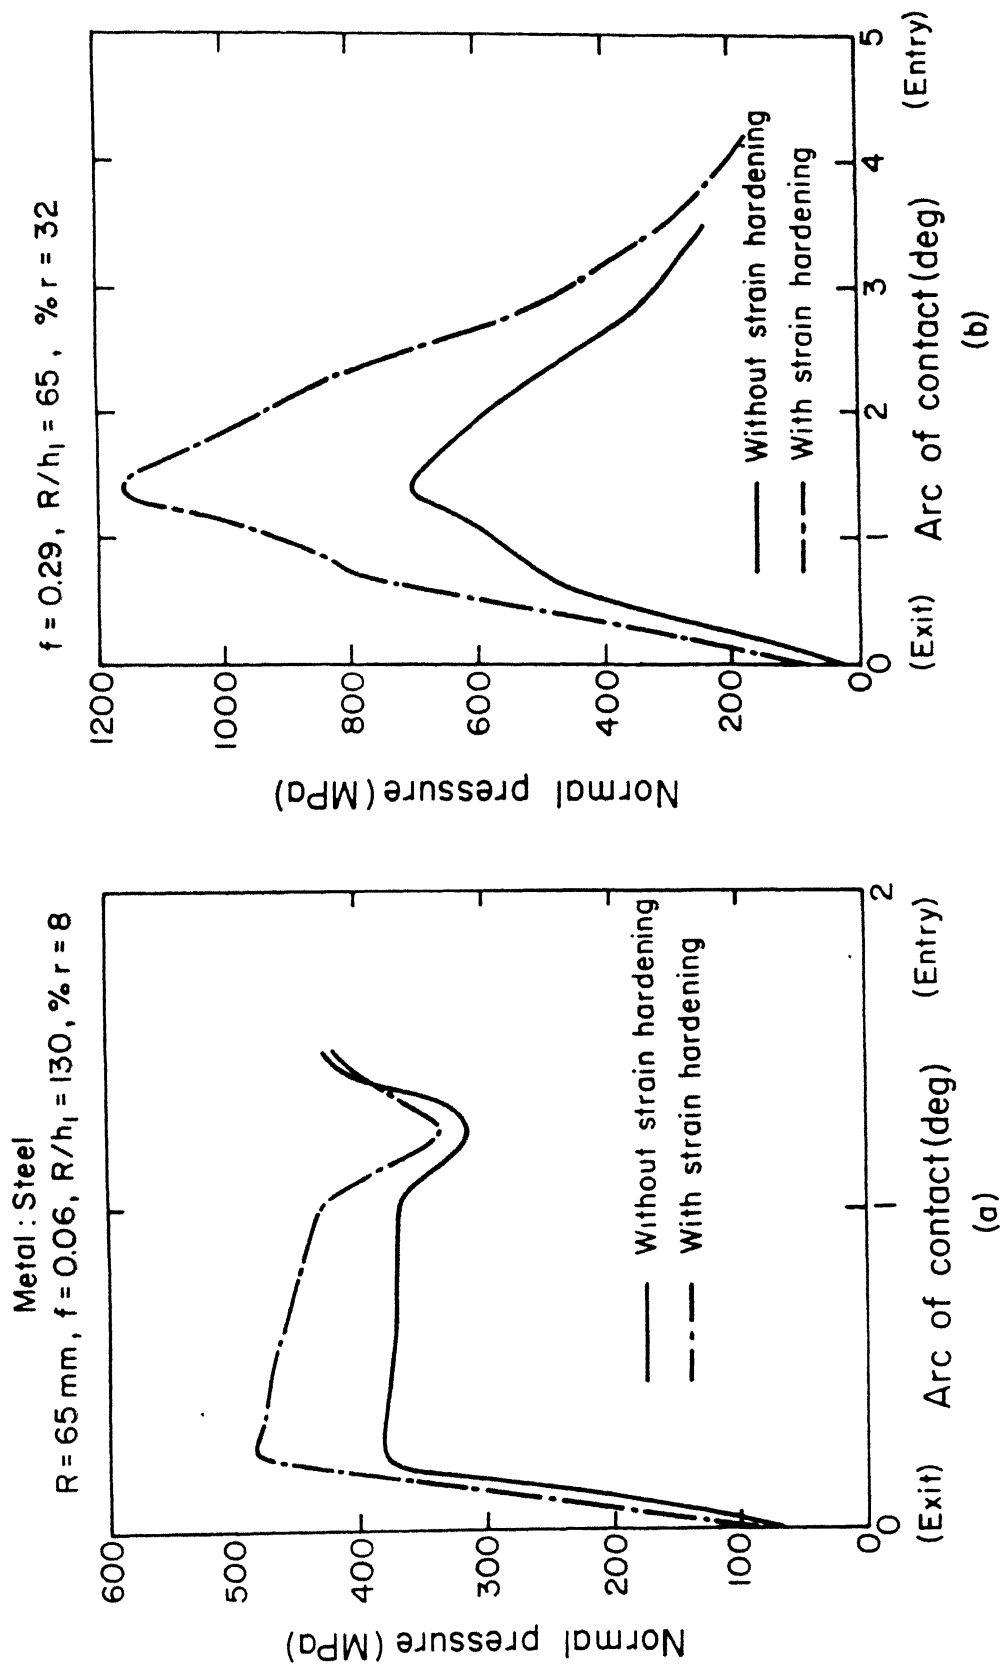 Metal : Steel
R = 65 mm, f = 0.06, R/h₁ = 130, % r = 8
600
500
400
300
200
100
0
Normal pressure (MPa)
0
1
2
(Exit)
Arc of contact (deg)
(Entry)
Without strain hardening
With strain hardening
(a)
f = 0.29, R/h₁ = 65, % r = 32
1200
1000
800
600
400
200
0
Normal pressure (MPa)
0
1
2
3
4
5
(Exit)
Arc of contact (deg)
(Entry)
Without strain hardening
With strain hardening
(b)